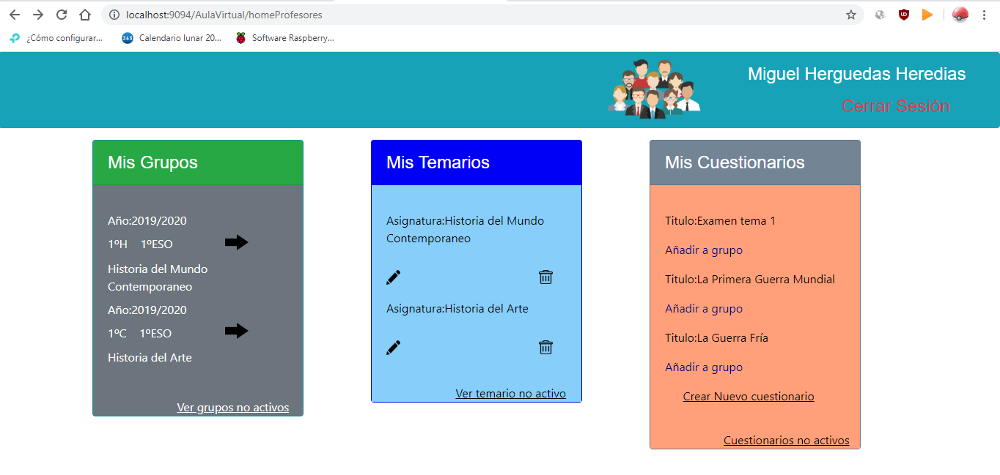 localhost:9094/AulaVirtual/homeProfesores
¿Cómo configurar...
365 Calendario lunar 20...
Software Raspberry...
Miguel Herguedas Heredias
Cerrar Sesión
Mis Grupos
Año:2019/2020
1ºH 1ºESO
Historia del Mundo
Contemporaneo
Año:2019/2020
1ºC 1ºESO
Historia del Arte
Ver grupos no activos
Mis Temarios
Asignatura:Historia del Mundo
Contemporaneo
Asignatura:Historia del Arte
Ver temario no activo
Mis Cuestionarios
Titulo:Examen tema 1
Añadir a grupo
Titulo:La Primera Guerra Mundial
Añadir a grupo
Titulo:La Guerra Fría
Añadir a grupo
Crear Nuevo cuestionario
Cuestionarios no activos